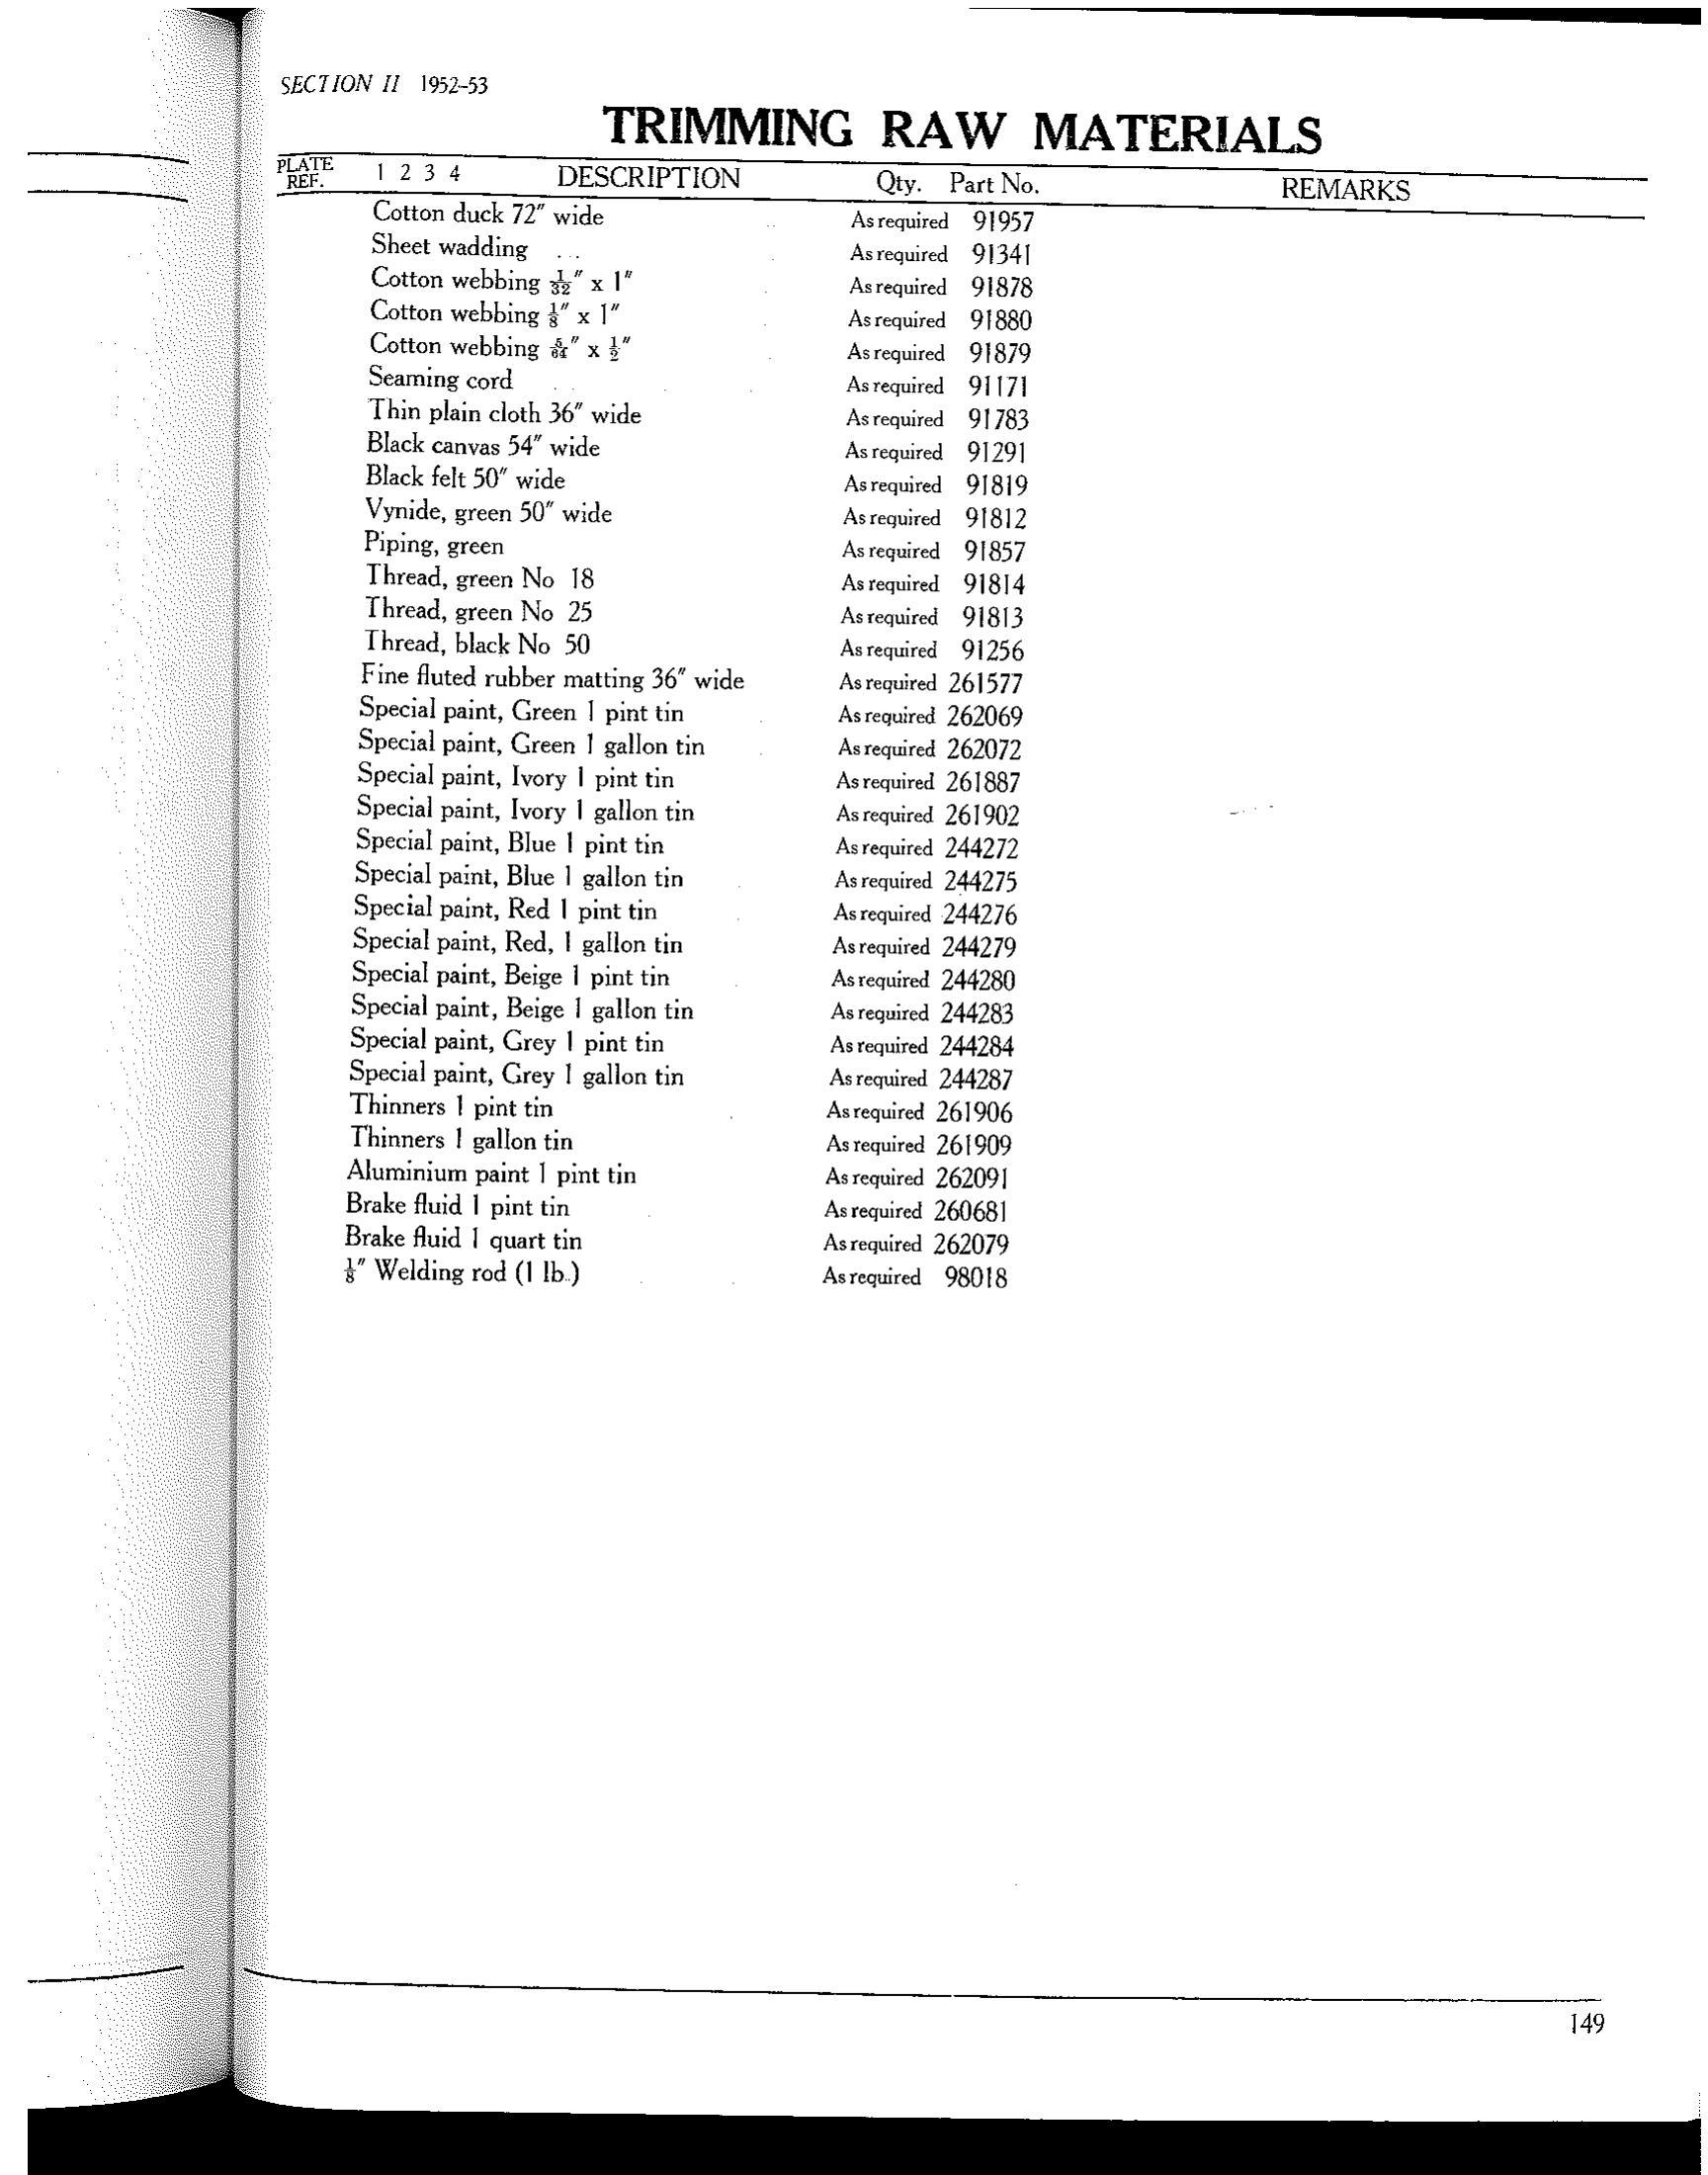 SECTION II 1952–53
TRIMMING RAW MATERIALS
PLATE REF. 1 2 3 4 DESCRIPTION Qty. Part No. REMARKS
Cotton duck 72″ wide As required 91957
Sheet wadding As required 91341
Cotton webbing 1/32″ x 1″ As required 91878
Cotton webbing 1/8″ x 1″ As required 91880
Cotton webbing 5/64″ x 1/2″ As required 91879
Seaming cord As required 91171
Thin plain cloth 36″ wide As required 91783
Black canvas 54″ wide As required 91291
Black felt 50″ wide As required 91819
Vynide, green 50″ wide As required 91812
Piping, green As required 91857
Thread, green No 18 As required 91814
Thread, green No 25 As required 91813
Thread, black No 50 As required 91256
Fine fluted rubber matting 36″ wide As required 261577
Special paint, Green 1 pint tin As required 262069
Special paint, Green 1 gallon tin As required 262072
Special paint, Ivory 1 pint tin As required 261887
Special paint, Ivory 1 gallon tin As required 261902
Special paint, Blue 1 pint tin As required 244272
Special paint, Blue 1 gallon tin As required 244275
Special paint, Red 1 pint tin As required 244276
Special paint, Red, 1 gallon tin As required 244279
Special paint, Beige 1 pint tin As required 244280
Special paint, Beige 1 gallon tin As required 244283
Special paint, Grey 1 pint tin As required 244284
Special paint, Grey 1 gallon tin As required 244287
Thinners 1 pint tin As required 261906
Thinners 1 gallon tin As required 261909
Aluminium paint 1 pint tin As required 262091
Brake fluid 1 pint tin As required 260681
Brake fluid 1 quart tin As required 262079
1/8″ Welding rod (1 lb.) As required 98018
149